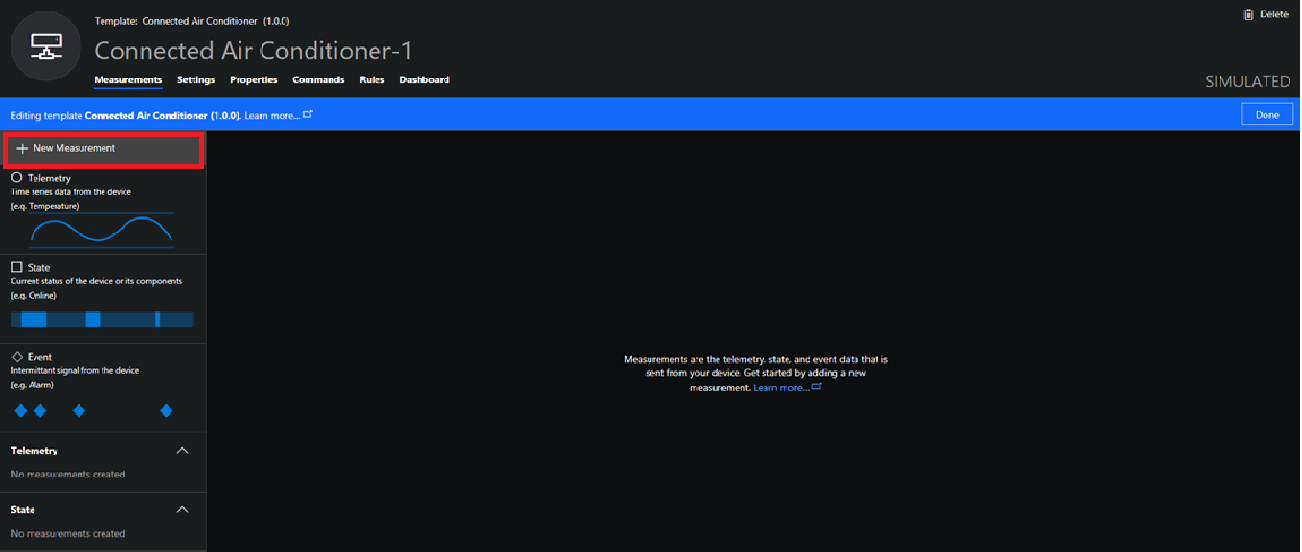 Template: Connected Air Conditioner (1.0.0)
Delete
Connected Air Conditioner-1
Measurements Settings Properties Commands Rules Dashboard
SIMULATED
Editing template Connected Air Conditioner (1.0.0). Learn more...
Done
New Measurement
Telemetry
Time series data from the device
(e.g. Temperature)
State
Current status of the device or its components
(e.g. Online)
Event
Intermittant signal from the device
(e.g. Alarm)
Measurements are the telemetry, state, and event data that is
sent from your device. Get started by adding a new
measurement. Learn more...
Telemetry
No measurements created
State
No measurements created